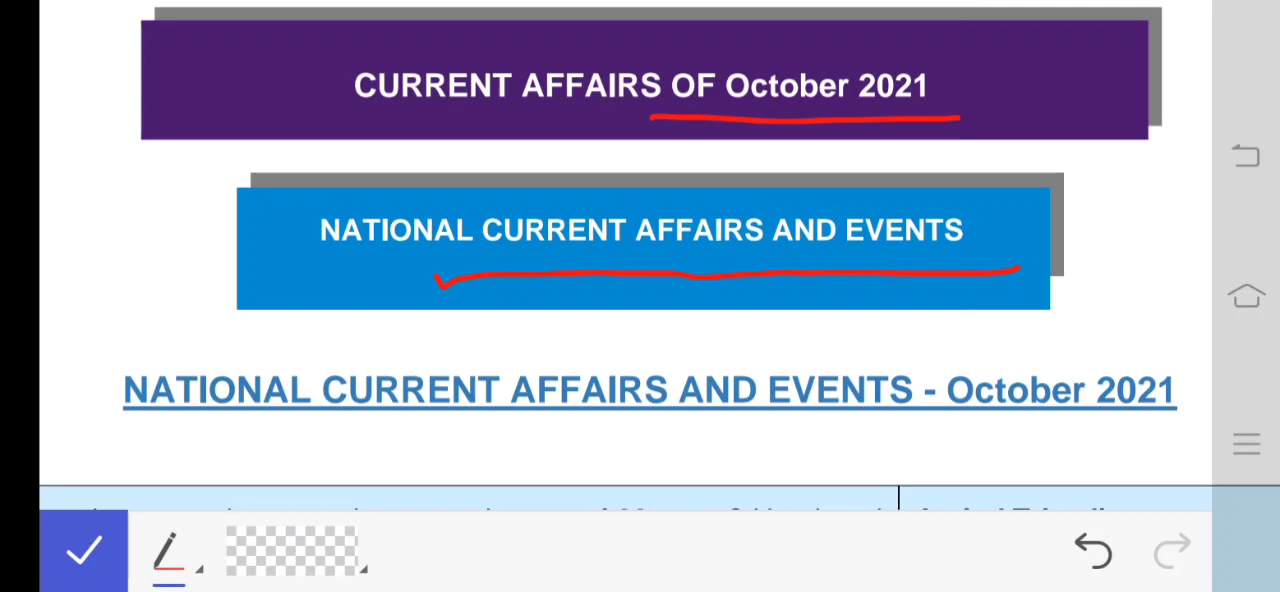 CURRENT AFFAIRS OF October 2021
NATIONAL CURRENT AFFAIRS AND EVENTS
NATIONAL CURRENT AFFAIRS AND EVENTS - October 2021